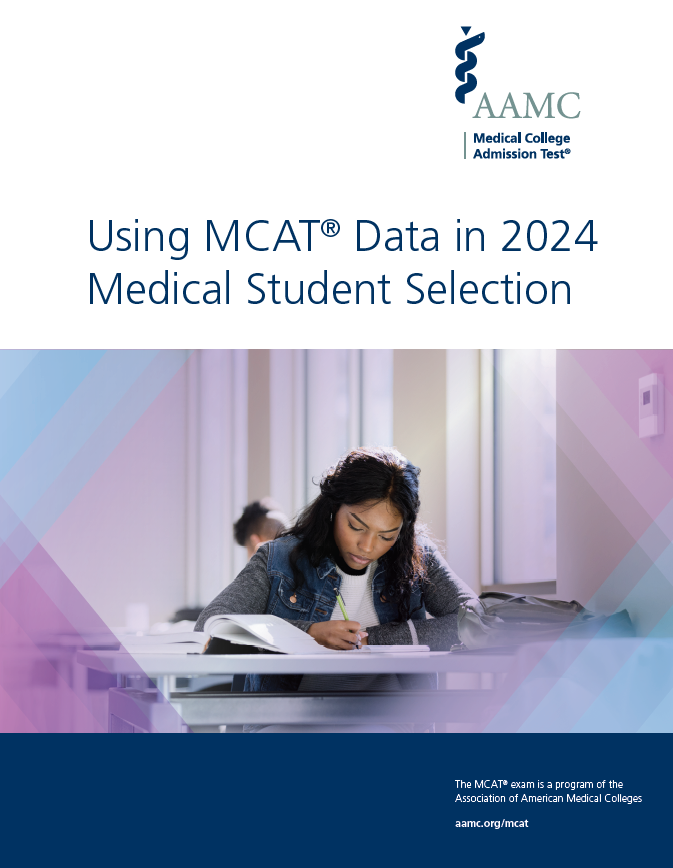 AAMC
Medical College
Admission Test®
Using MCAT® Data in 2024
Medical Student Selection
The MCAT® exam is a program of the
Association of American Medical Colleges
aamc.org/mcat